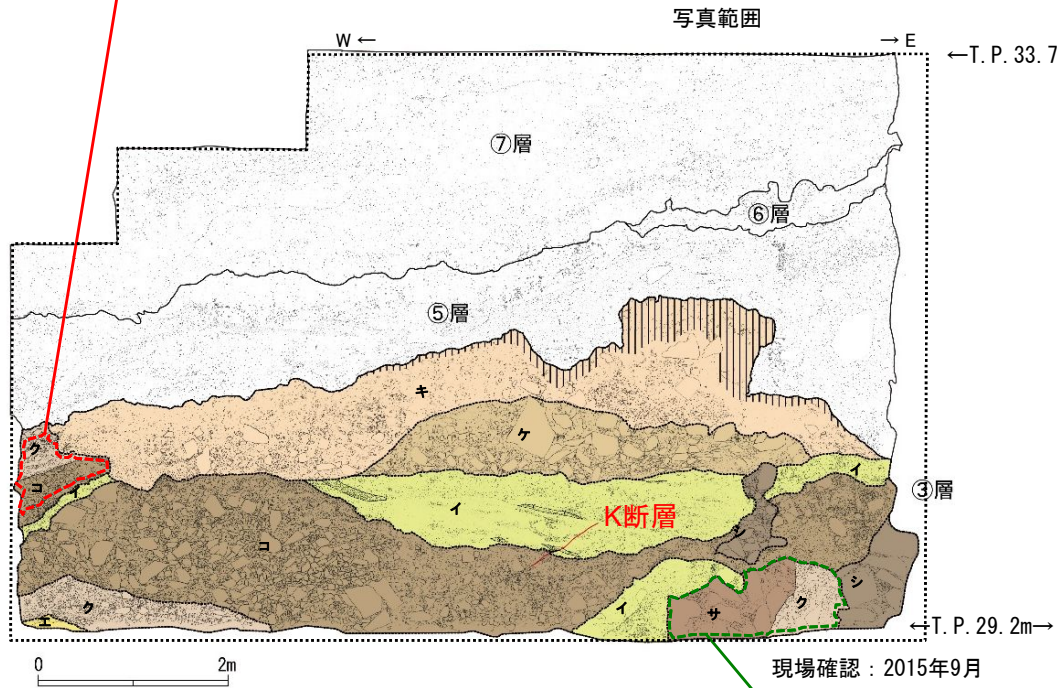 写真範囲
W ←
→ E
←T.P.33.7
⑦層
⑥層
⑤層
キ
ケ
ク
コ
イ
イ
イ
③層
K断層
コ
シ
シ
イ
サ
ク
ク
エ
←T.P.29.2m→
0
2m
現場確認：2015年9月